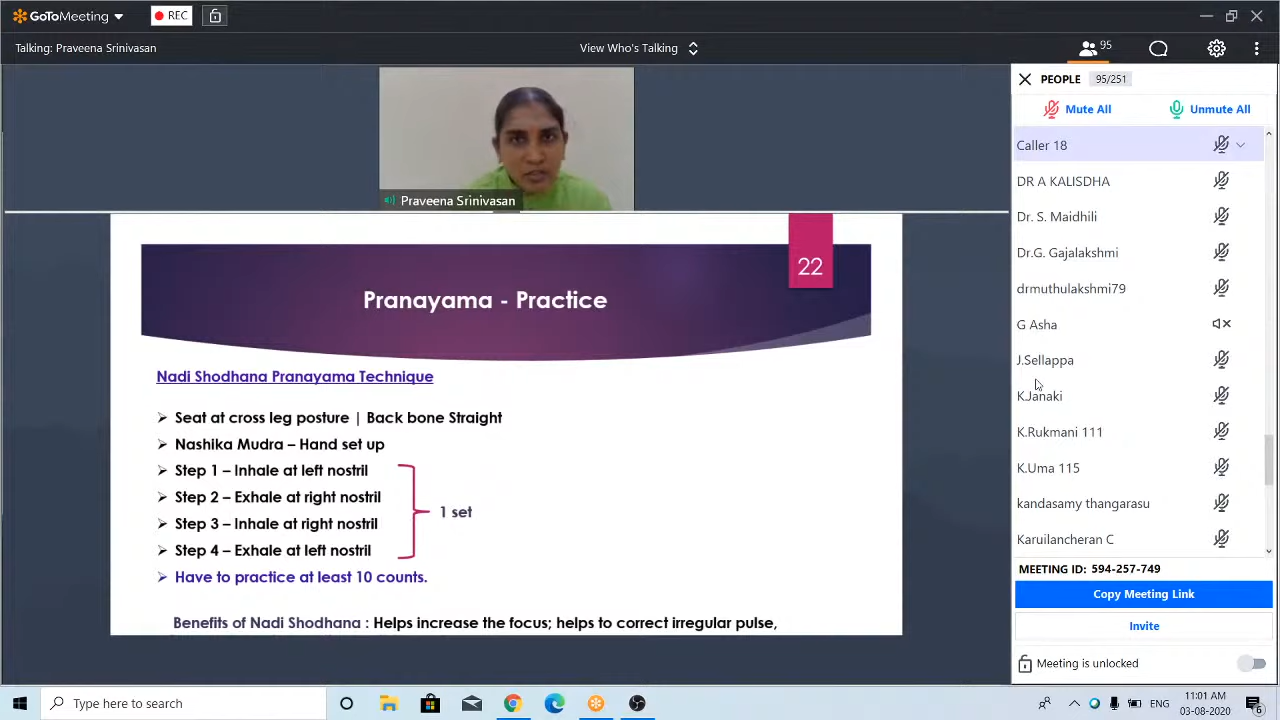 GoToMeeting
REC
Talking: Praveena Srinivasan
View Who's Talking
95
PEOPLE 95/251
Mute All
Unmute All
Caller 18
DR A KALISDHA
Dr. S. Maidhili
Dr.G. Gajalakshmi
drmuthulakshmi79
G Asha
J.Sellappa
K.Janaki
K.Rukmani 111
K.Uma 115
kandasamy thangarasu
Karuilancheran C
MEETING ID: 594-257-749
Copy Meeting Link
Invite
Meeting is unlocked
Praveena Srinivasan
22
Pranayama - Practice
Nadi Shodhana Pranayama Technique
Seat at cross leg posture | Back bone Straight
Nashika Mudra – Hand set up
Step 1 – Inhale at left nostril
Step 2 – Exhale at right nostril
Step 3 – Inhale at right nostril
Step 4 – Exhale at left nostril
1 set
Have to practice at least 10 counts.
Benefits of Nadi Shodhana : Helps increase the focus; helps to correct irregular pulse,
Type here to search
ENG
11:01 AM
03-08-2020
6